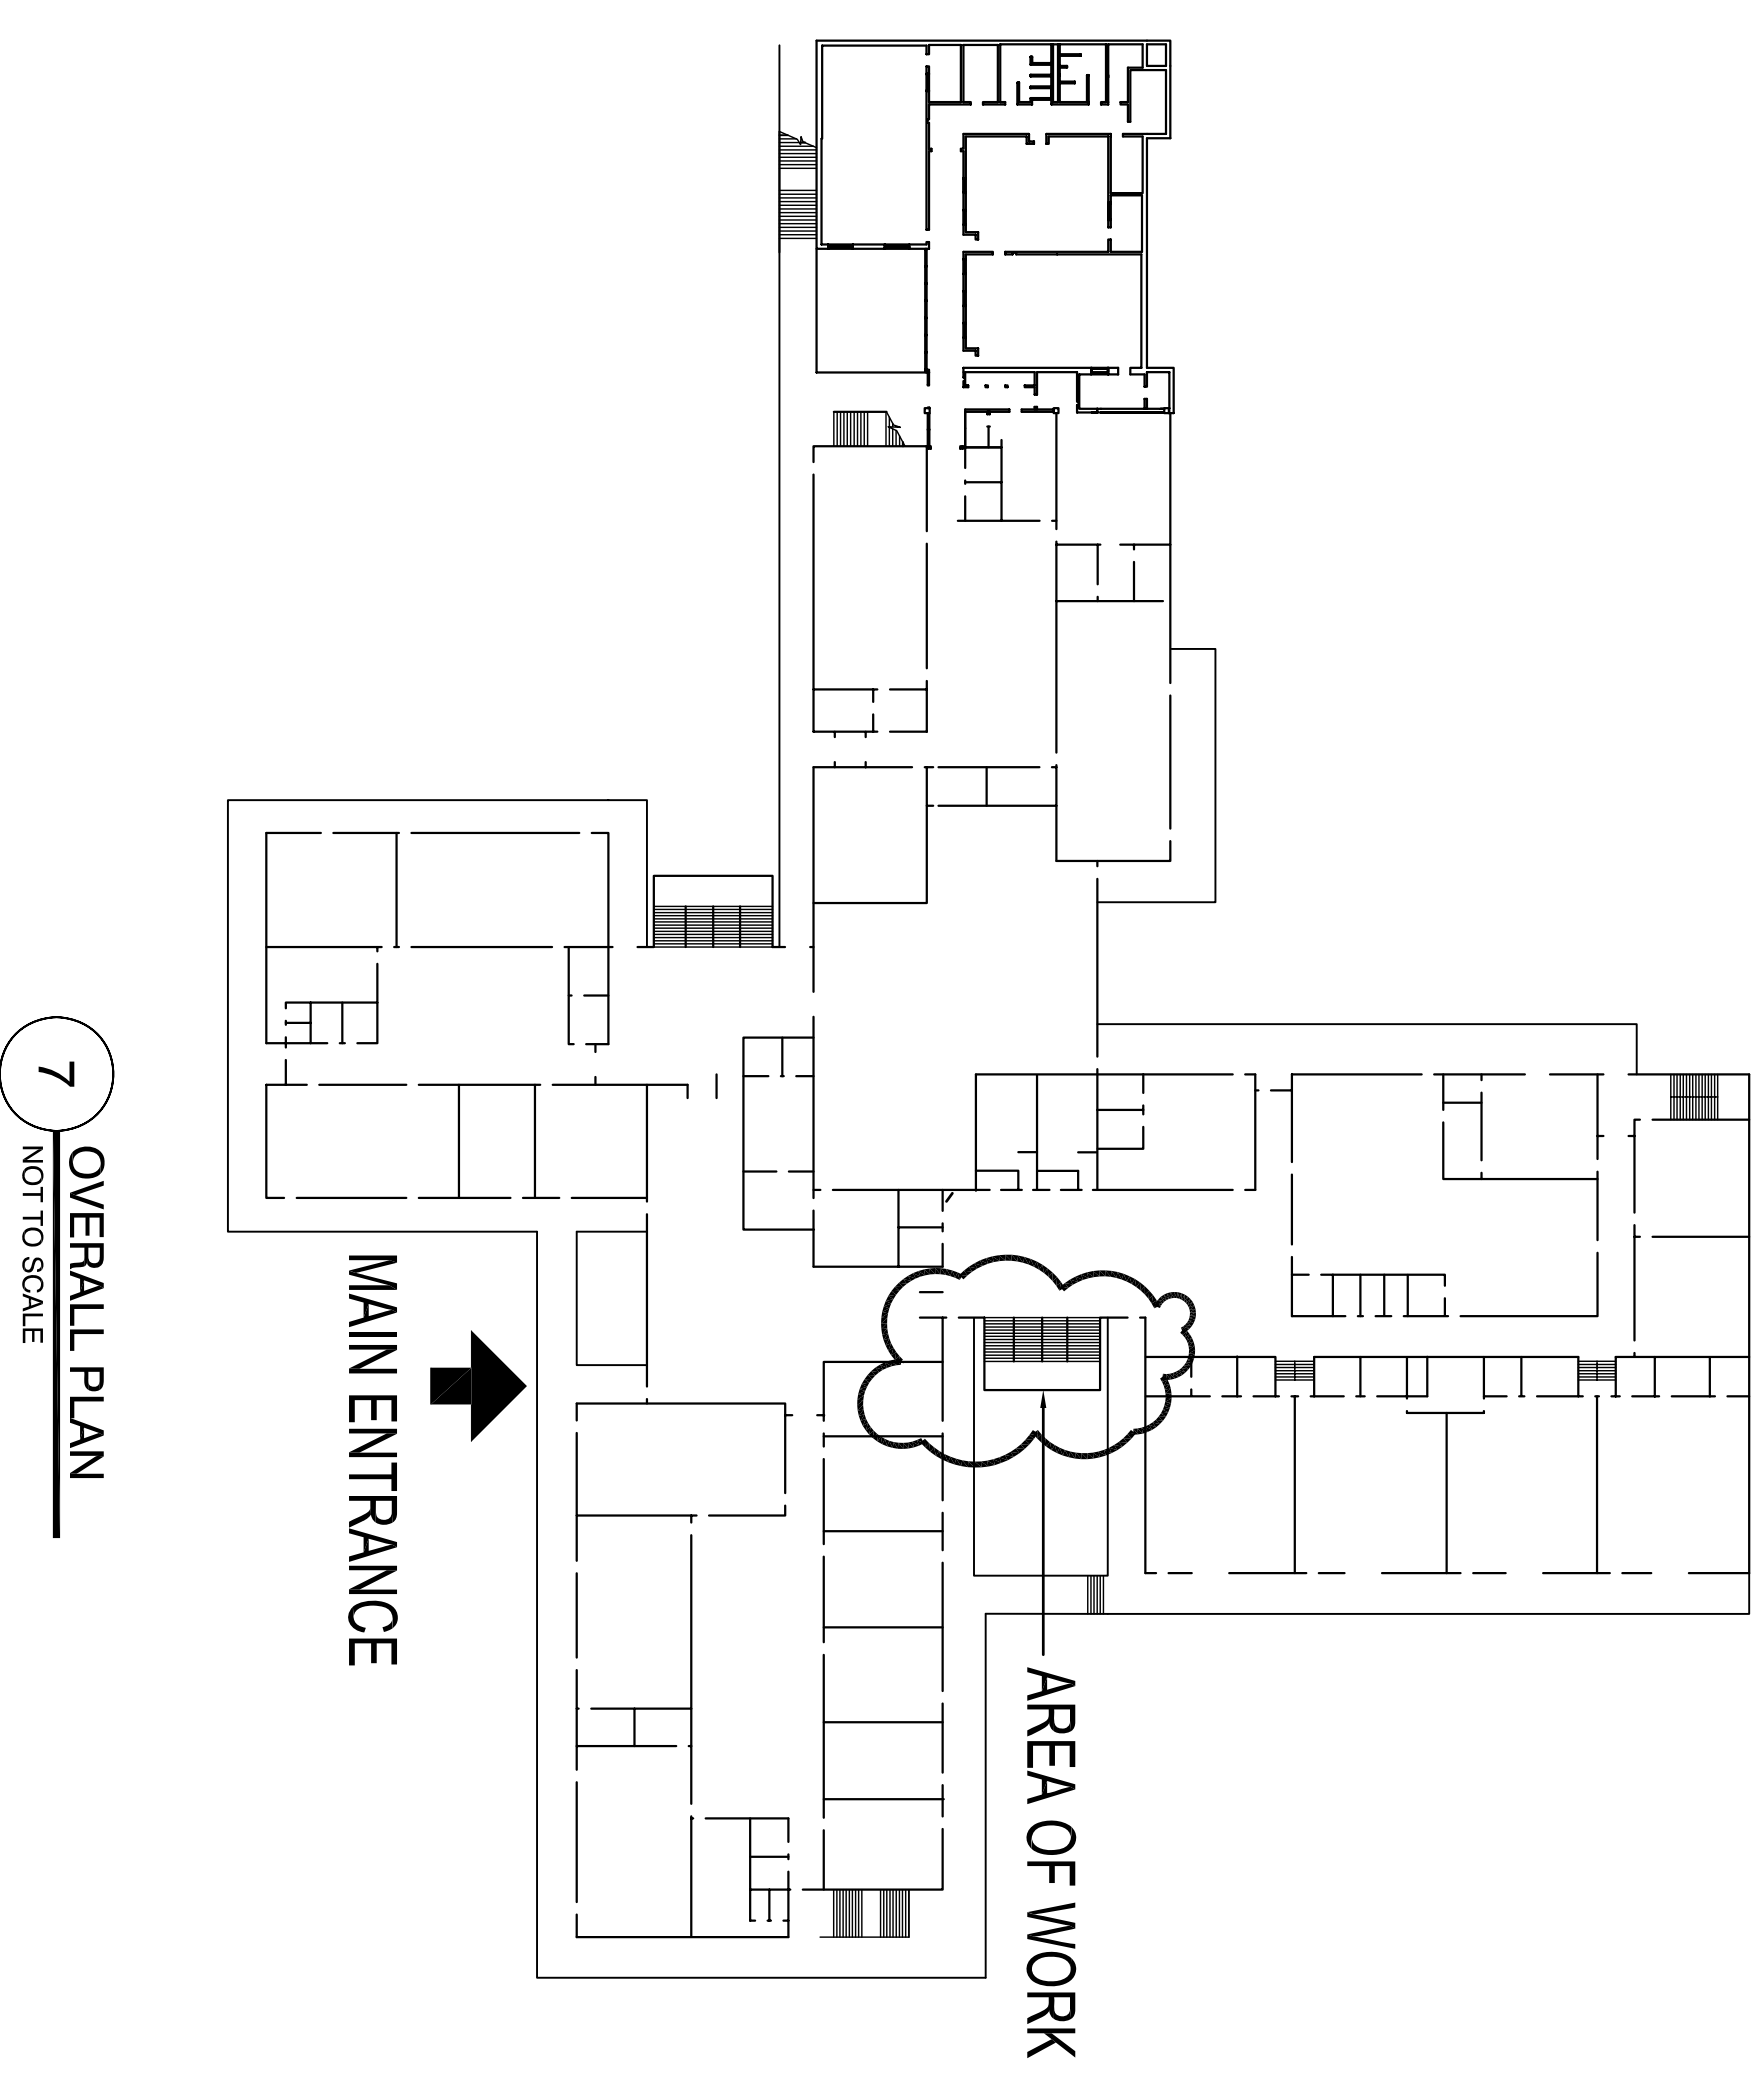 AREA OF WORK
MAIN ENTRANCE
7
OVERALL PLAN
NOT TO SCALE